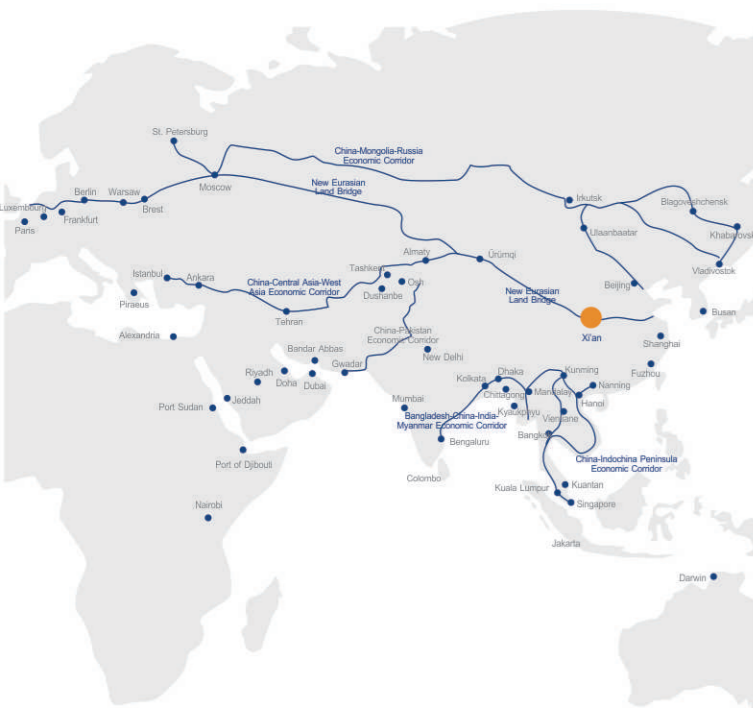 St. Petersburg
China-Mongolia-Russia
Economic Corridor
Moscow
New Eurasian
Land Bridge
Irkutsk
Blagoveshchensk
Berlin
Warsaw
Brest
Luxembourg
Frankfurt
Paris
Ulaanbaatar
Khabarovsk
Vladivostok
Almaty
Ürümqi
Istanbul
Ankara
Tashkent
Osh
Dushanbe
China-Central Asia-West
Asia Economic Corridor
Beijing
New Eurasian
Land Bridge
Piraeus
Tehran
Busan
Alexandria
China-Pakistan
Economic Corridor
Xi'an
Shanghai
Bandar Abbas
New Delhi
Gwadar
Fuzhou
Riyadh
Doha
Dubai
Kolkata
Dhaka
Kunming
Nanning
Chittagong
Mandalay
Hanoi
Jeddah
Port Sudan
Mumbai
Kyaukpyu
Vientiane
Bangladesh-China-India-
Myanmar Economic Corridor
Bangkok
Bengaluru
Port of Djibouti
China-Indochina Peninsula
Economic Corridor
Colombo
Kuantan
Kuala Lumpur
Singapore
Nairobi
Jakarta
Darwin